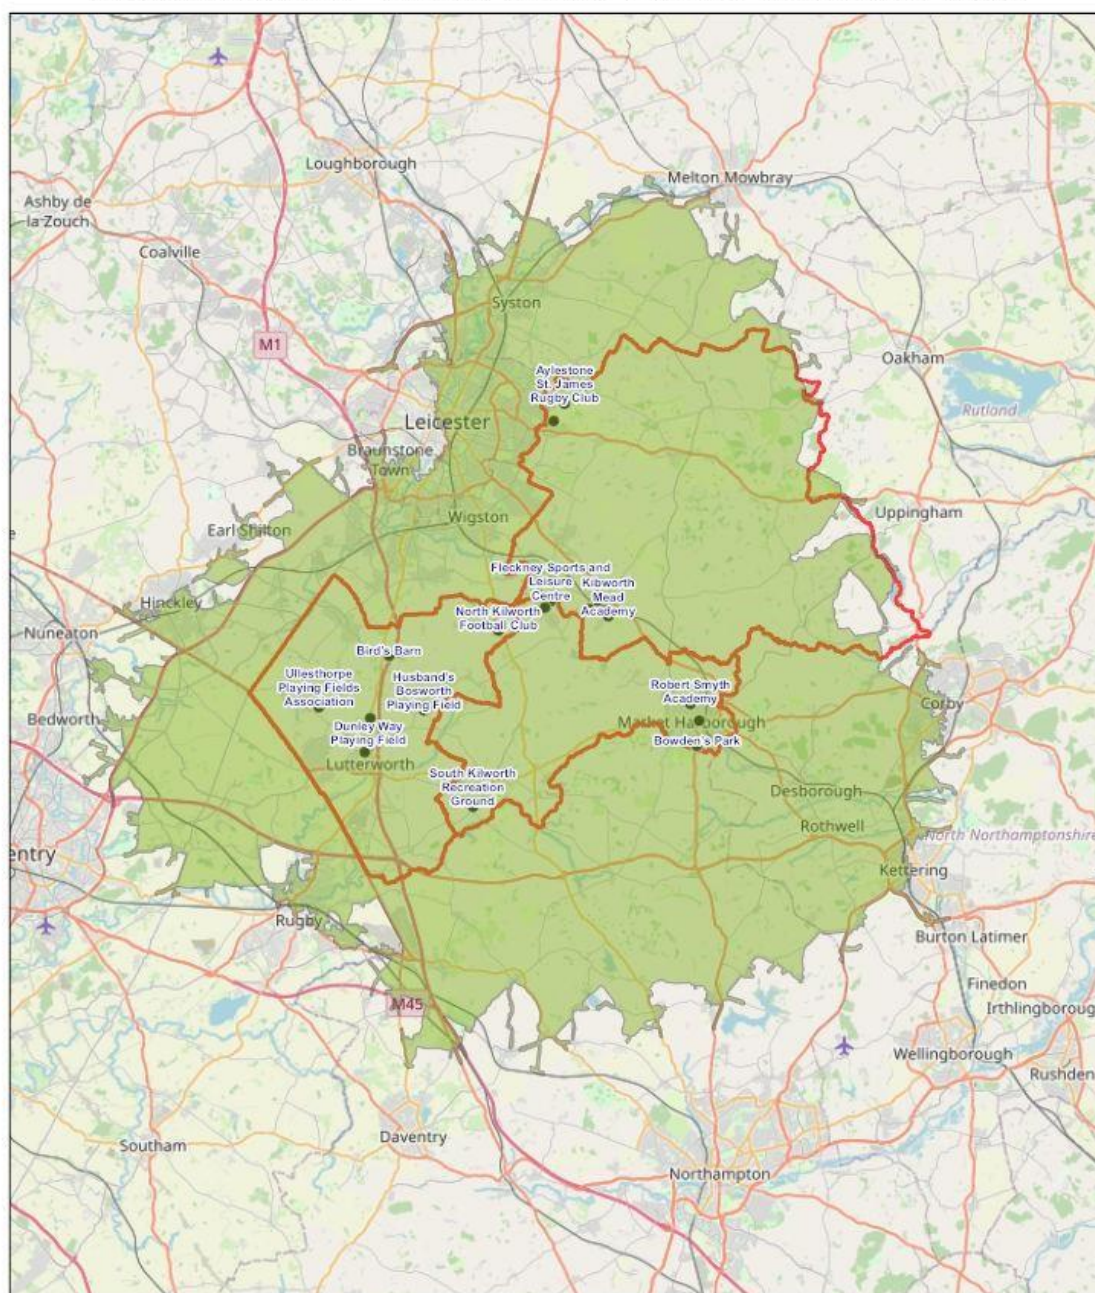 Loughborough
Melton Mowbray
Ashby de
la Zouch
Coalville
Syston
M1
Oakham
Aylestone
St. James
Rugby Club
Rutland
Leicester
Braunstone
Town
Uppingham
Wigston
Earl Shilton
Fleckney Sports and
Leisure
Centre
Kibworth
Mead
Academy
Hinckley
North Kilworth
Football Club
Nuneaton
Bird's Barn
Ullesthorpe
Playing Fields
Association
Husband's
Bosworth
Playing Field
Robert Smyth
Academy
Corby
Bedworth
Market Harborough
Dunley Way
Playing Field
Bowden's Park
Lutterworth
South Kilworth
Recreation
Ground
Desborough
Rothwell
North Northamptonshire
entry
Kettering
Rugby
Burton Latimer
Finedon
M45
Irthlingborough
Wellingborough
Rushden
Daventry
Southam
Northampton